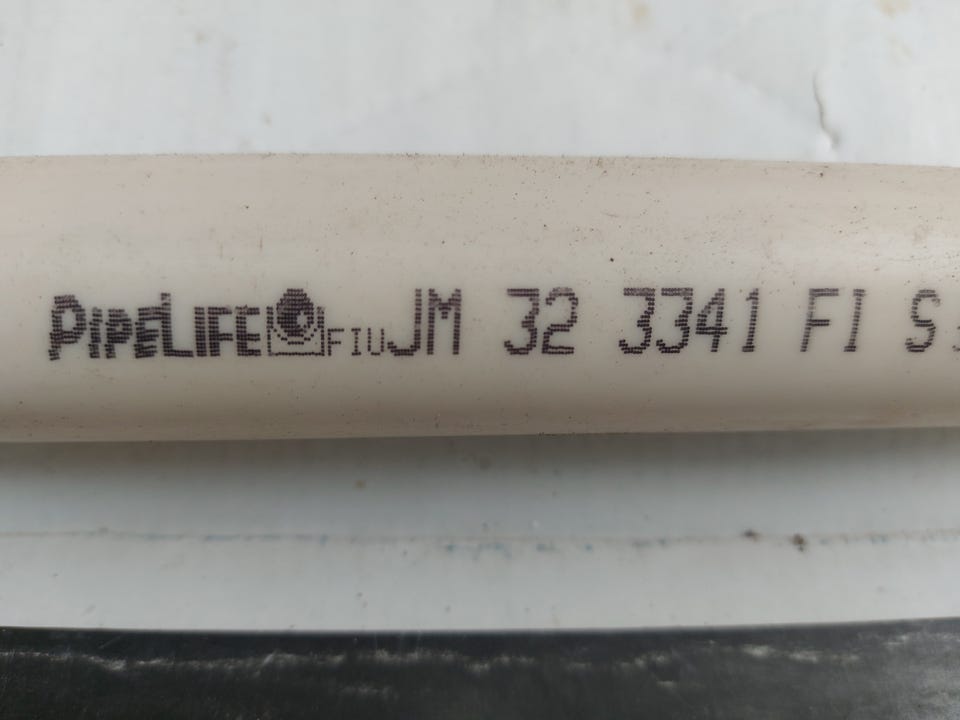 PIPELIFE FIU JM 32 3341 FI S